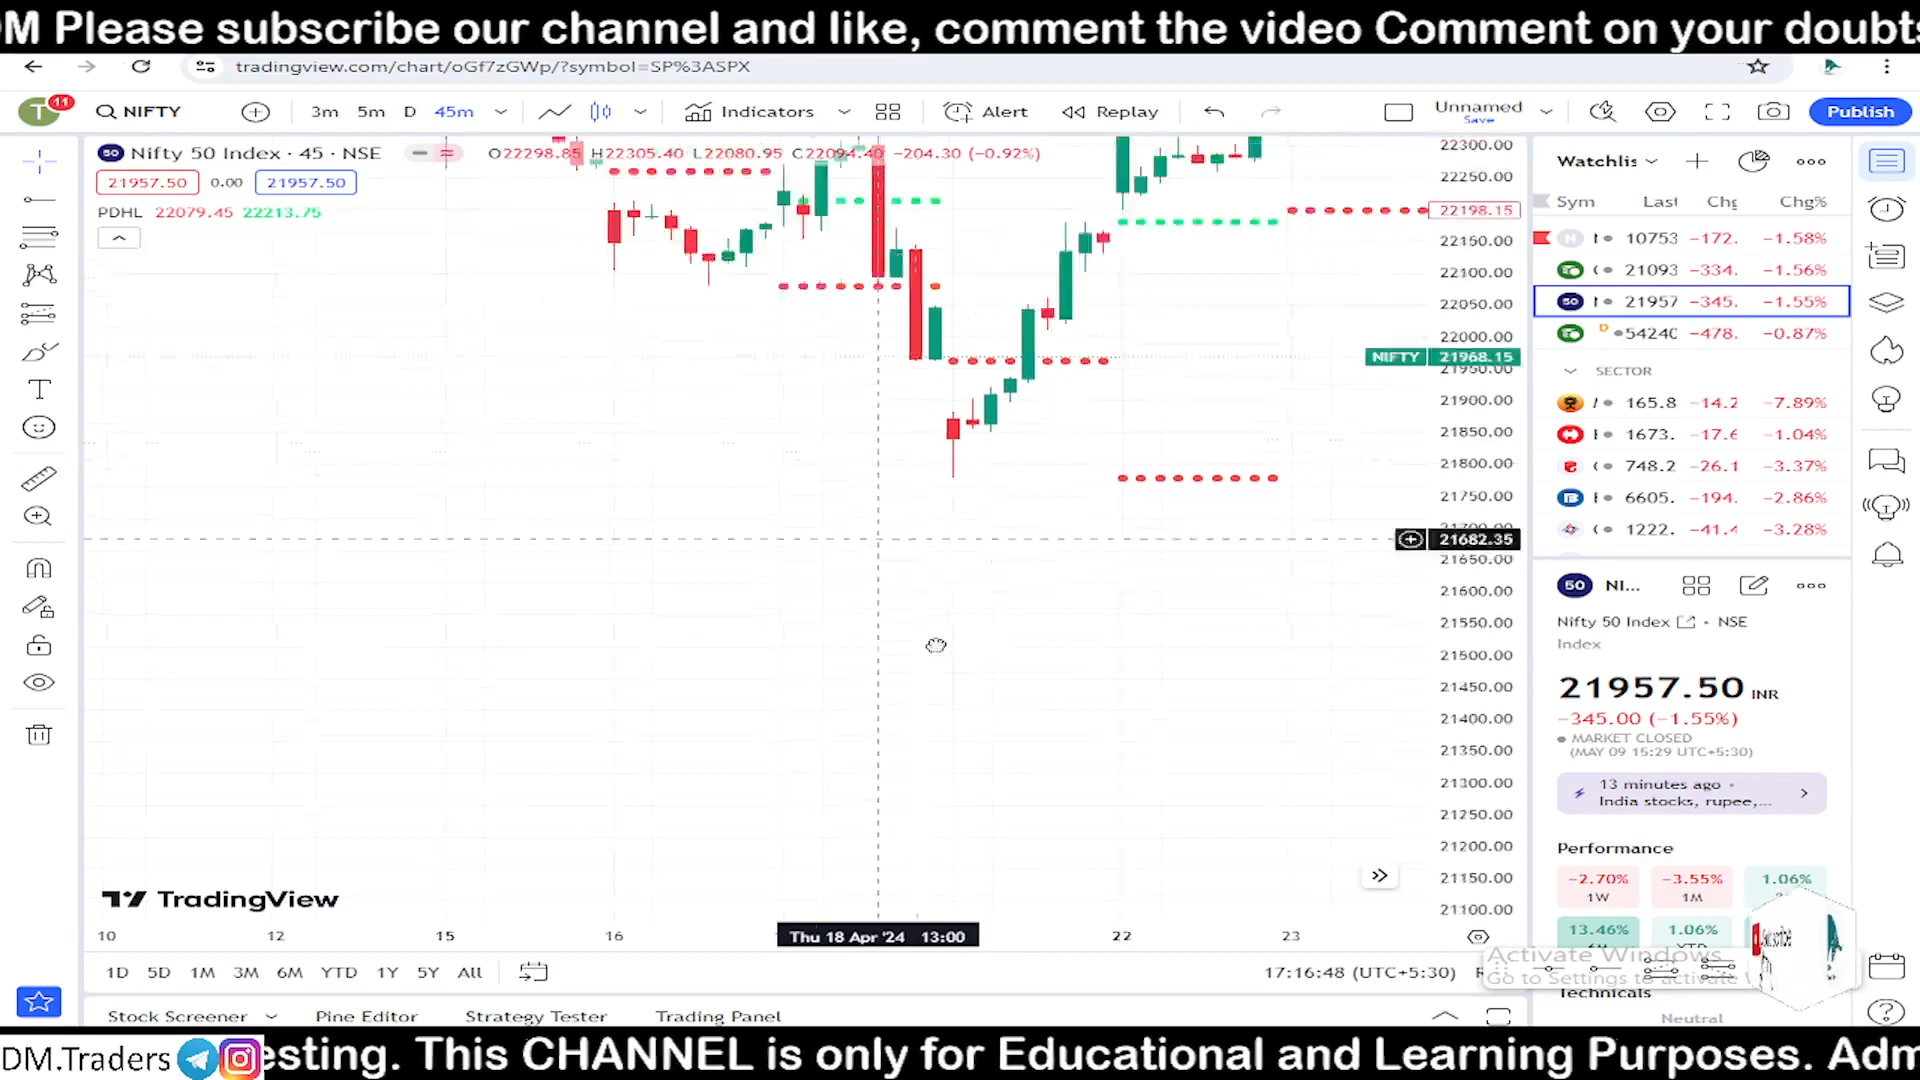 DM Please subscribe our channel and like, comment the video Comment on your doubts
tradingview.com/chart/oGf7zGWp/?symbol=SP%3ASPX
T 11 NIFTY 3m 5m D 45m Indicators Alert Replay Unnamed Save Publish
Nifty 50 Index · 45 · NSE O22298.85 H22305.40 L22080.95 C22094.40 −204.30 (−0.92%)
21957.50 0.00 21957.50
PDHL 22079.45 22213.75
22300.00
22250.00
22198.15
22150.00
22100.00
22050.00
22000.00
NIFTY 21968.15
21950.00
21900.00
21850.00
21800.00
21750.00
21700.00
21682.35
21650.00
21600.00
21550.00
21500.00
21450.00
21400.00
21350.00
21300.00
21250.00
21200.00
21150.00
21100.00
TradingView
10 12 15 16 Thu 18 Apr '24 13:00 22 23
1D 5D 1M 3M 6M YTD 1Y 5Y All 17:16:48 (UTC+5:30)
Stock Screener Pine Editor Strategy Tester Trading Panel
Watchlis
Sym Last Chg Chg%
10753 −172. −1.58%
21093 −334. −1.56%
50 21957 −345. −1.55%
D 54240 −478. −0.87%
SECTOR
165.8 −14.2 −7.89%
1673. −17.6 −1.04%
748.2 −26.1 −3.37%
6605. −194. −2.86%
1222. −41.4 −3.28%
50 NI...
Nifty 50 Index · NSE
Index
21957.50 INR
−345.00 (−1.55%)
MARKET CLOSED
(MAY 09 15:29 UTC+5:30)
13 minutes ago ·
India stocks, rupee,...
Performance
−2.70% −3.55% 1.06%
1W 1M
13.46% 1.06%
Activate Windows
Go to Settings to activate
Technicals
Neutral
DM.Traders esting. This CHANNEL is only for Educational and Learning Purposes. Adm